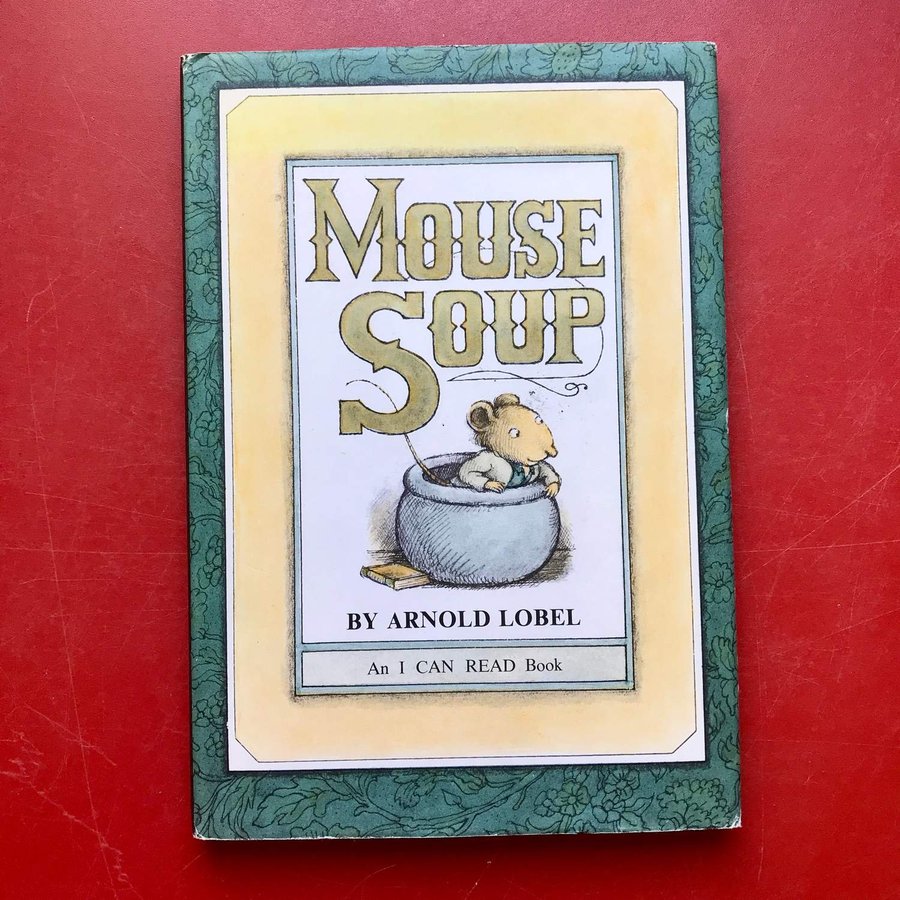 MOUSE
SOUP
BY ARNOLD LOBEL
An I CAN READ Book